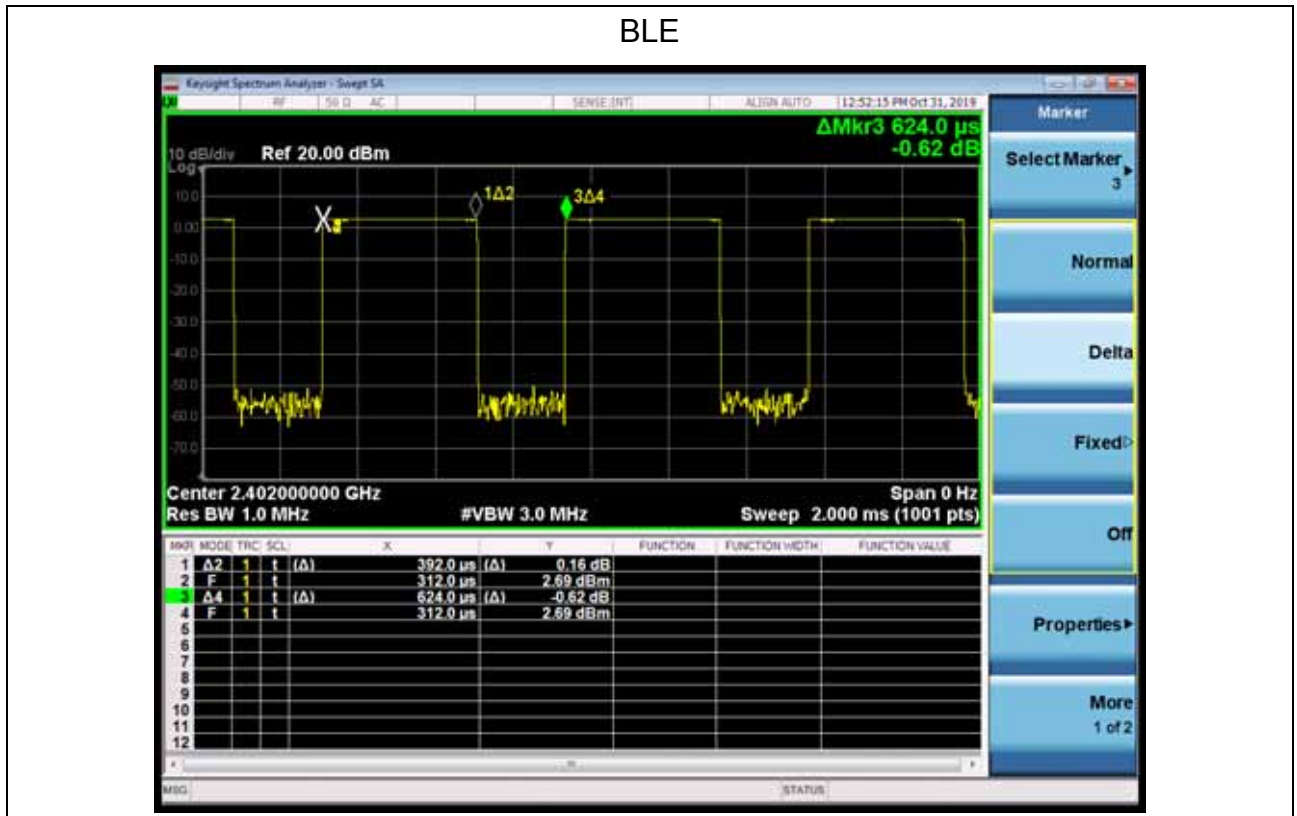 BLE
Keysight Spectrum Analyzer - Swept SA
RF 50 Ω AC SENSE:INT ALIGN AUTO 12:52:15 PM Oct 31, 2019
Marker
ΔMkr3 624.0 µs
-0.62 dB
10 dB/div Ref 20.00 dBm
Log
Select Marker
3
10.0
1Δ2
3Δ4
0.00
-10.0
Normal
-20.0
-30.0
-40.0
Delta
-50.0
-60.0
-70.0
Fixed
Center 2.402000000 GHz Span 0 Hz
Res BW 1.0 MHz #VBW 3.0 MHz Sweep 2.000 ms (1001 pts)
Off
MKR MODE TRC SCL X Y FUNCTION FUNCTION WIDTH FUNCTION VALUE
1 Δ2 1 t (Δ) 392.0 µs (Δ) 0.16 dB
2 F 1 t 312.0 µs 2.69 dBm
3 Δ4 1 t (Δ) 624.0 µs (Δ) -0.62 dB
4 F 1 t 312.0 µs 2.69 dBm
5
6
7
8
9
10
11
12
Properties
More
1 of 2
MSG STATUS